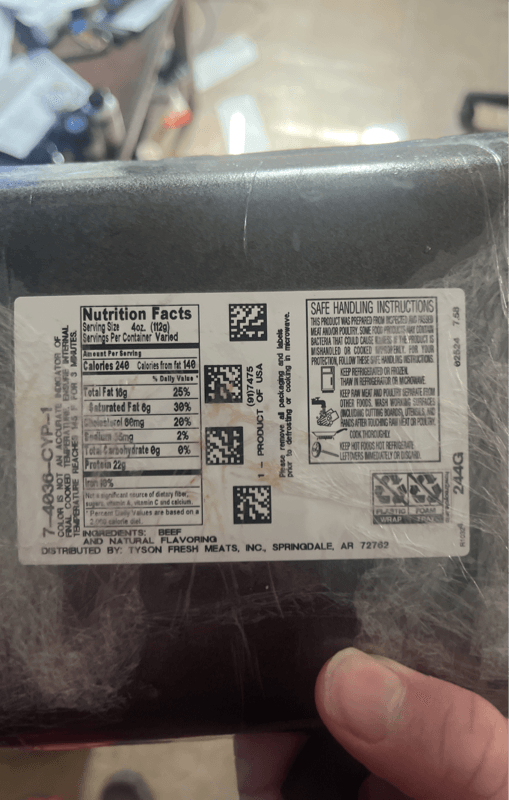 Nutrition Facts
Serving Size 4oz. (112g)
Servings Per Container Varied
Amount Per Serving
Calories 240 Calories from fat 140
% Daily Value *
Total Fat 16g 25%
Saturated Fat 6g 30%
Cholesterol 60mg 20%
Sodium 55mg 2%
Total Carbohydrate 0g 0%
Protein 22g
Iron 10%
Not a significant source of dietary fiber,
sugars, vitamin A, vitamin C and calcium.
* Percent Daily Values are based on a
2,000 calorie diet.
INGREDIENTS: BEEF
AND NATURAL FLAVORING
DISTRIBUTED BY: TYSON FRESH MEATS, INC., SPRINGDALE, AR 72762
7-4036-CYP-1
COLOR IS NOT AN ACCURATE INDICATOR OF
FINAL COOKED TEMPERATURE. ENSURE INTERNAL
TEMPERATURE REACHES FOR 3 MINUTES.
1 - PRODUCT OF USA
(01)7475
Please remove all packaging and labels
prior to defrosting or cooking in microwave.
SAFE HANDLING INSTRUCTIONS
THIS PRODUCT WAS PREPARED FROM INSPECTED AND PASSED
MEAT AND/OR POULTRY. SOME FOOD PRODUCTS MAY CONTAIN
BACTERIA THAT COULD CAUSE ILLNESS IF THE PRODUCT IS
MISHANDLED OR COOKED IMPROPERLY. FOR YOUR
PROTECTION, FOLLOW THESE SAFE HANDLING INSTRUCTIONS.
KEEP REFRIGERATED OR FROZEN.
THAW IN REFRIGERATOR OR MICROWAVE.
KEEP RAW MEAT AND POULTRY SEPARATE FROM
OTHER FOODS. WASH WORKING SURFACES
(INCLUDING CUTTING BOARDS), UTENSILS, AND
HANDS AFTER TOUCHING RAW MEAT OR POULTRY.
COOK THOROUGHLY.
KEEP HOT FOODS HOT. REFRIGERATE
LEFTOVERS IMMEDIATELY OR DISCARD.
PLASTIC WRAP
FOAM TRAY
244G
02524 7.58